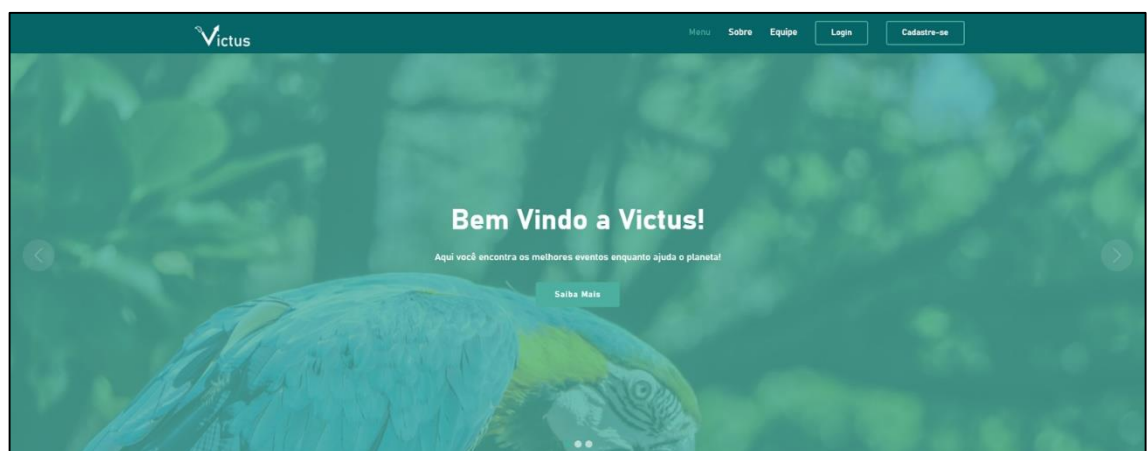 Victus
Menu Sobre Equipe Login Cadastre-se
Bem Vindo a Victus!
Aqui você encontra os melhores eventos enquanto ajuda o planeta!
Saiba Mais